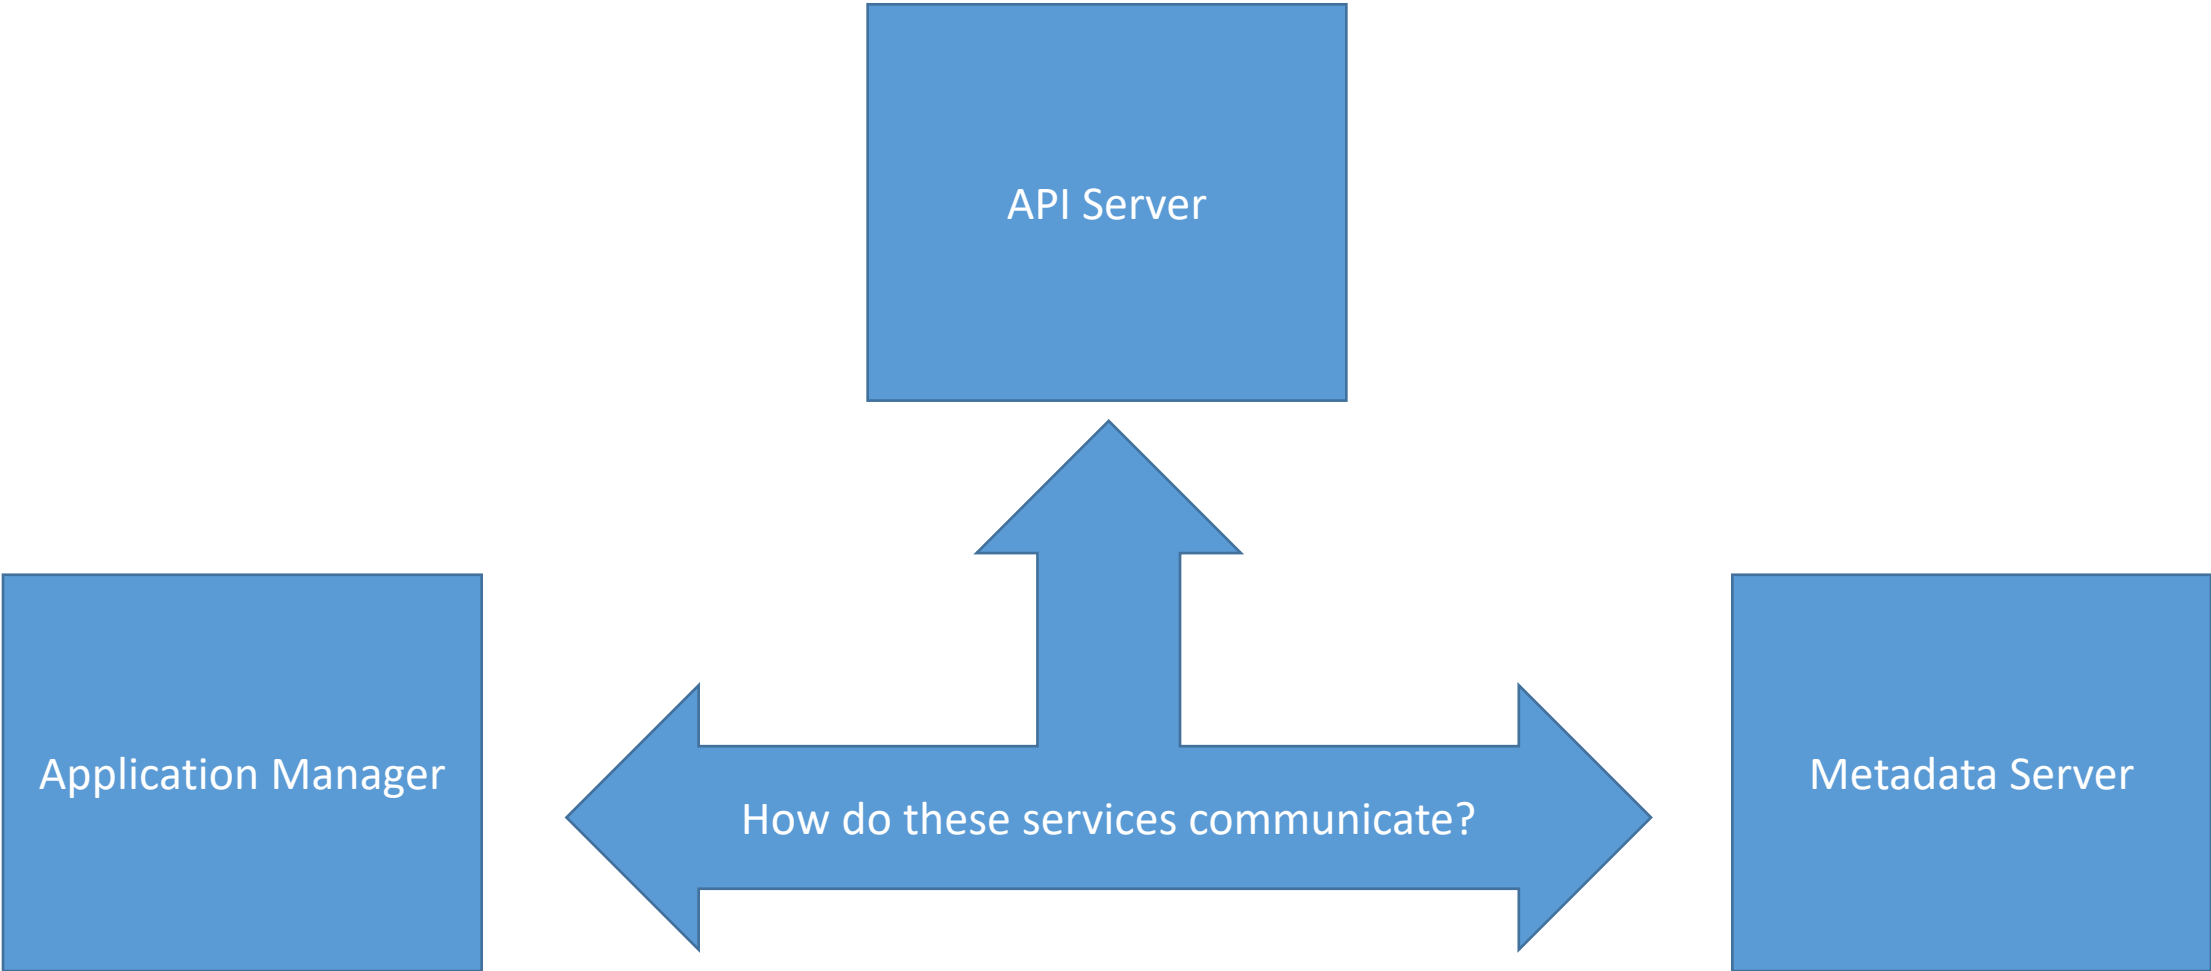 API Server
Application Manager
How do these services communicate?
Metadata Server